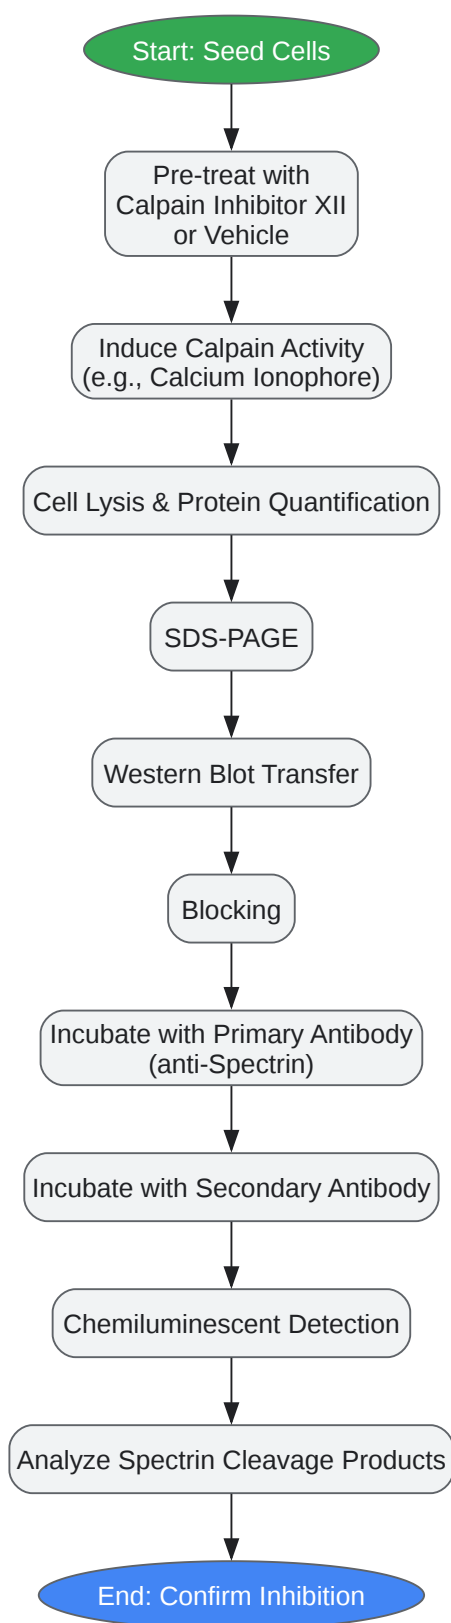 Start: Seed Cells
Pre-treat with
Calpain Inhibitor XII
or Vehicle
Induce Calpain Activity
(e.g., Calcium Ionophore)
Cell Lysis & Protein Quantification
SDS-PAGE
Western Blot Transfer
Blocking
Incubate with Primary Antibody
(anti-Spectrin)
Incubate with Secondary Antibody
Chemiluminescent Detection
Analyze Spectrin Cleavage Products
End: Confirm Inhibition